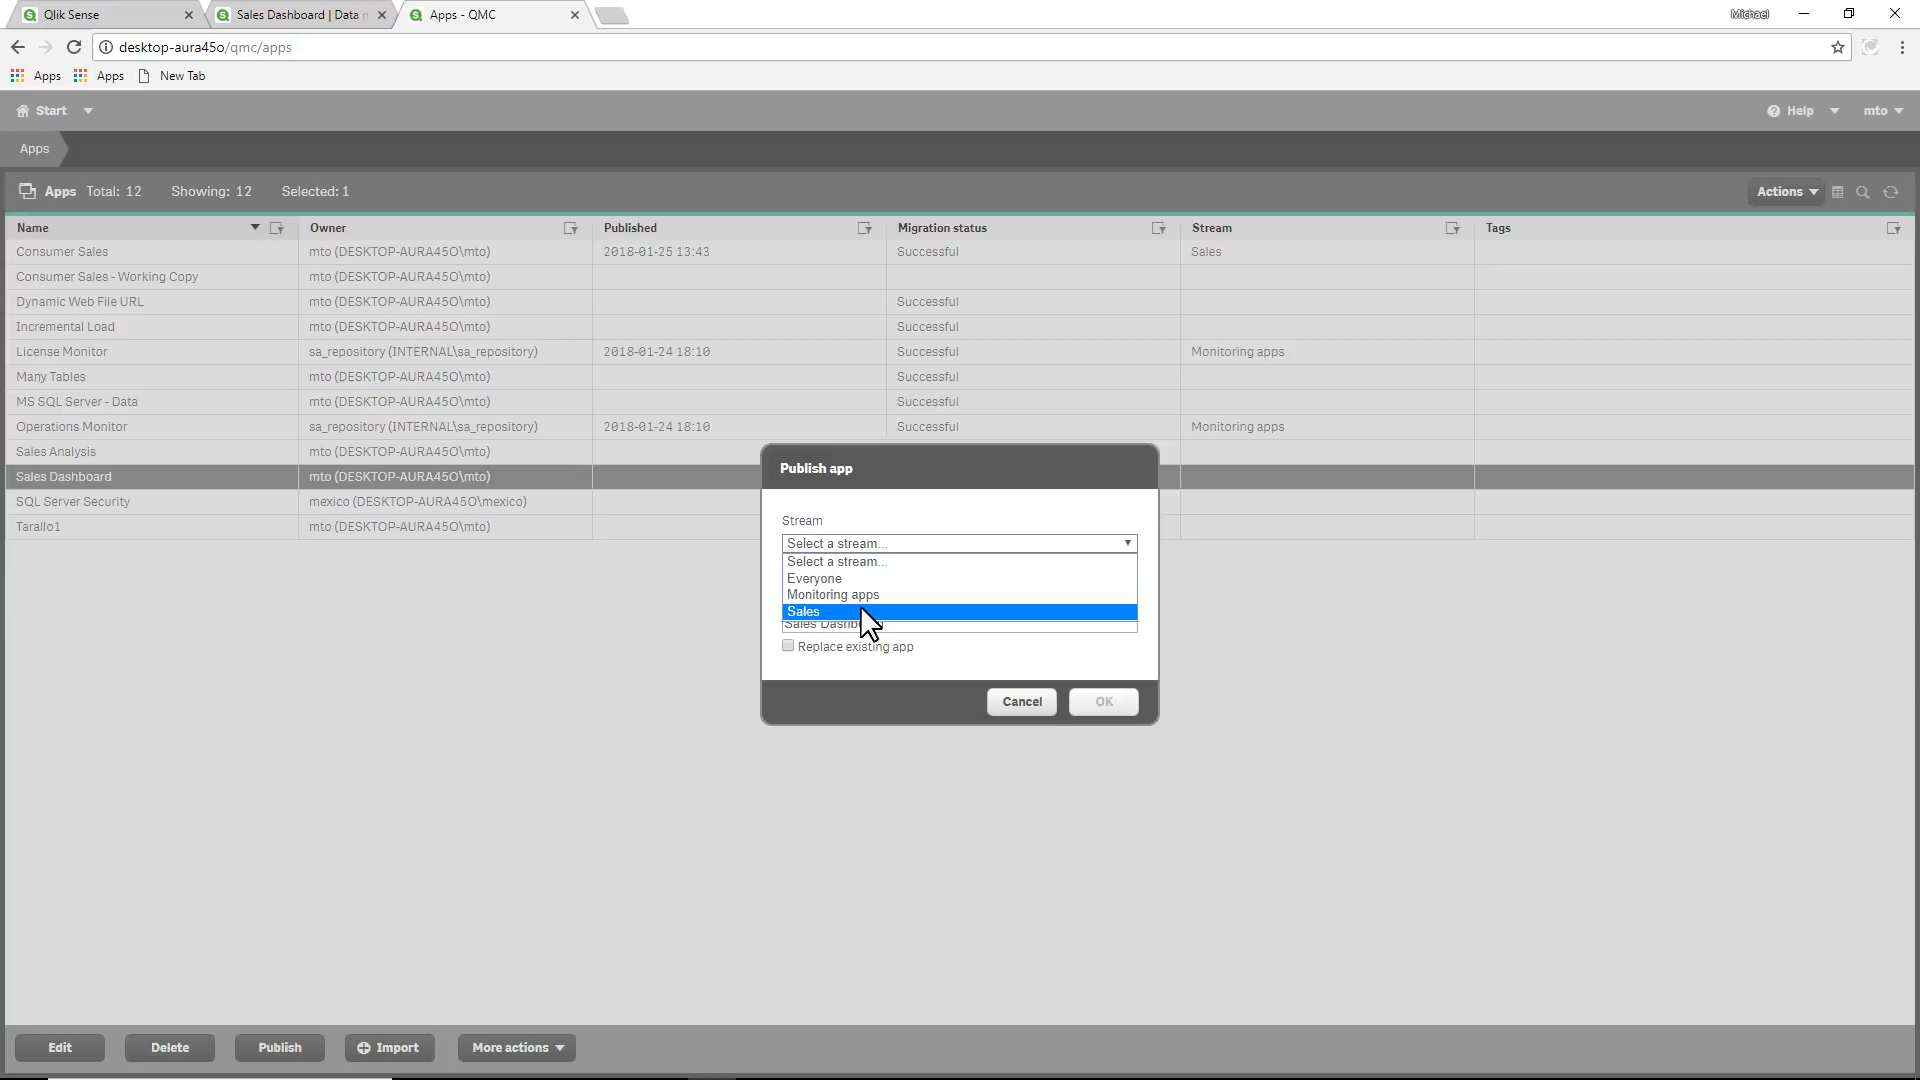 Qlik Sense
Sales Dashboard | Data
Apps - QMC
Michael
desktop-aura45o/qmc/apps
Apps
Apps
New Tab
Start
Help
mto
Apps
Apps Total: 12 Showing: 12 Selected: 1
Actions
Name Owner Published Migration status Stream Tags
Consumer Sales mto (DESKTOP-AURA45O\mto) 2018-01-25 13:43 Successful Sales
Consumer Sales - Working Copy mto (DESKTOP-AURA45O\mto)
Dynamic Web File URL mto (DESKTOP-AURA45O\mto) Successful
Incremental Load mto (DESKTOP-AURA45O\mto) Successful
License Monitor sa_repository (INTERNAL\sa_repository) 2018-01-24 18:10 Successful Monitoring apps
Many Tables mto (DESKTOP-AURA45O\mto) Successful
MS SQL Server - Data mto (DESKTOP-AURA45O\mto) Successful
Operations Monitor sa_repository (INTERNAL\sa_repository) 2018-01-24 18:10 Successful Monitoring apps
Sales Analysis mto (DESKTOP-AURA45O\mto)
Sales Dashboard mto (DESKTOP-AURA45O\mto)
SQL Server Security mexico (DESKTOP-AURA45O\mexico)
Tarallo1 mto (DESKTOP-AURA45O\mto)
Publish app
Stream
Select a stream...
Select a stream...
Everyone
Monitoring apps
Sales
Sales Dashboard
Replace existing app
Cancel
OK
Edit
Delete
Publish
Import
More actions